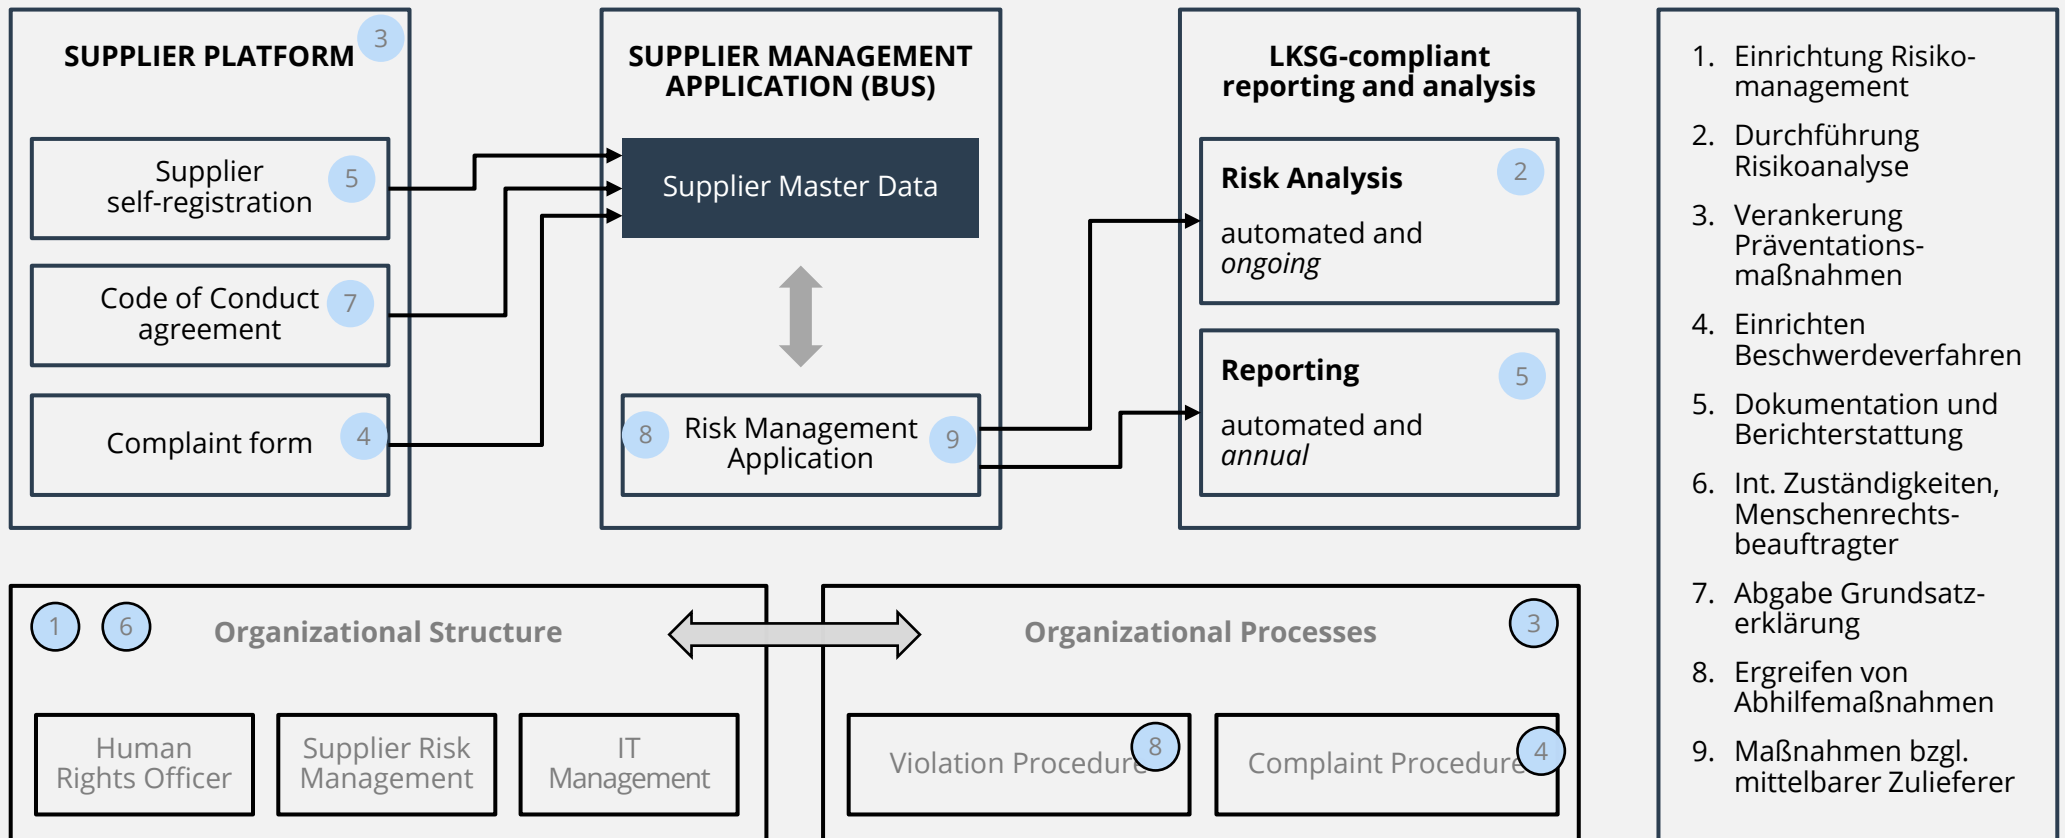 SUPPLIER PLATFORM
3
Supplier
self-registration
5
Code of Conduct
agreement
7
Complaint form
4
SUPPLIER MANAGEMENT
APPLICATION (BUS)
Supplier Master Data
8
Risk Management
Application
9
LKSG-compliant
reporting and analysis
Risk Analysis
2
automated and
ongoing
Reporting
5
automated and
annual
1
6
Organizational Structure
Human
Rights Officer
Supplier Risk
Management
IT
Management
Organizational Processes
3
Violation Procedure
8
Complaint Procedure
4
1. Einrichtung Risiko-
management
2. Durchführung
Risikoanalyse
3. Verankerung
Präventations-
maßnahmen
4. Einrichten
Beschwerdeverfahren
5. Dokumentation und
Berichterstattung
6. Int. Zuständigkeiten,
Menschenrechts-
beauftragter
7. Abgabe Grundsatz-
erklärung
8. Ergreifen von
Abhilfemaßnahmen
9. Maßnahmen bzgl.
mittelbarer Zulieferer